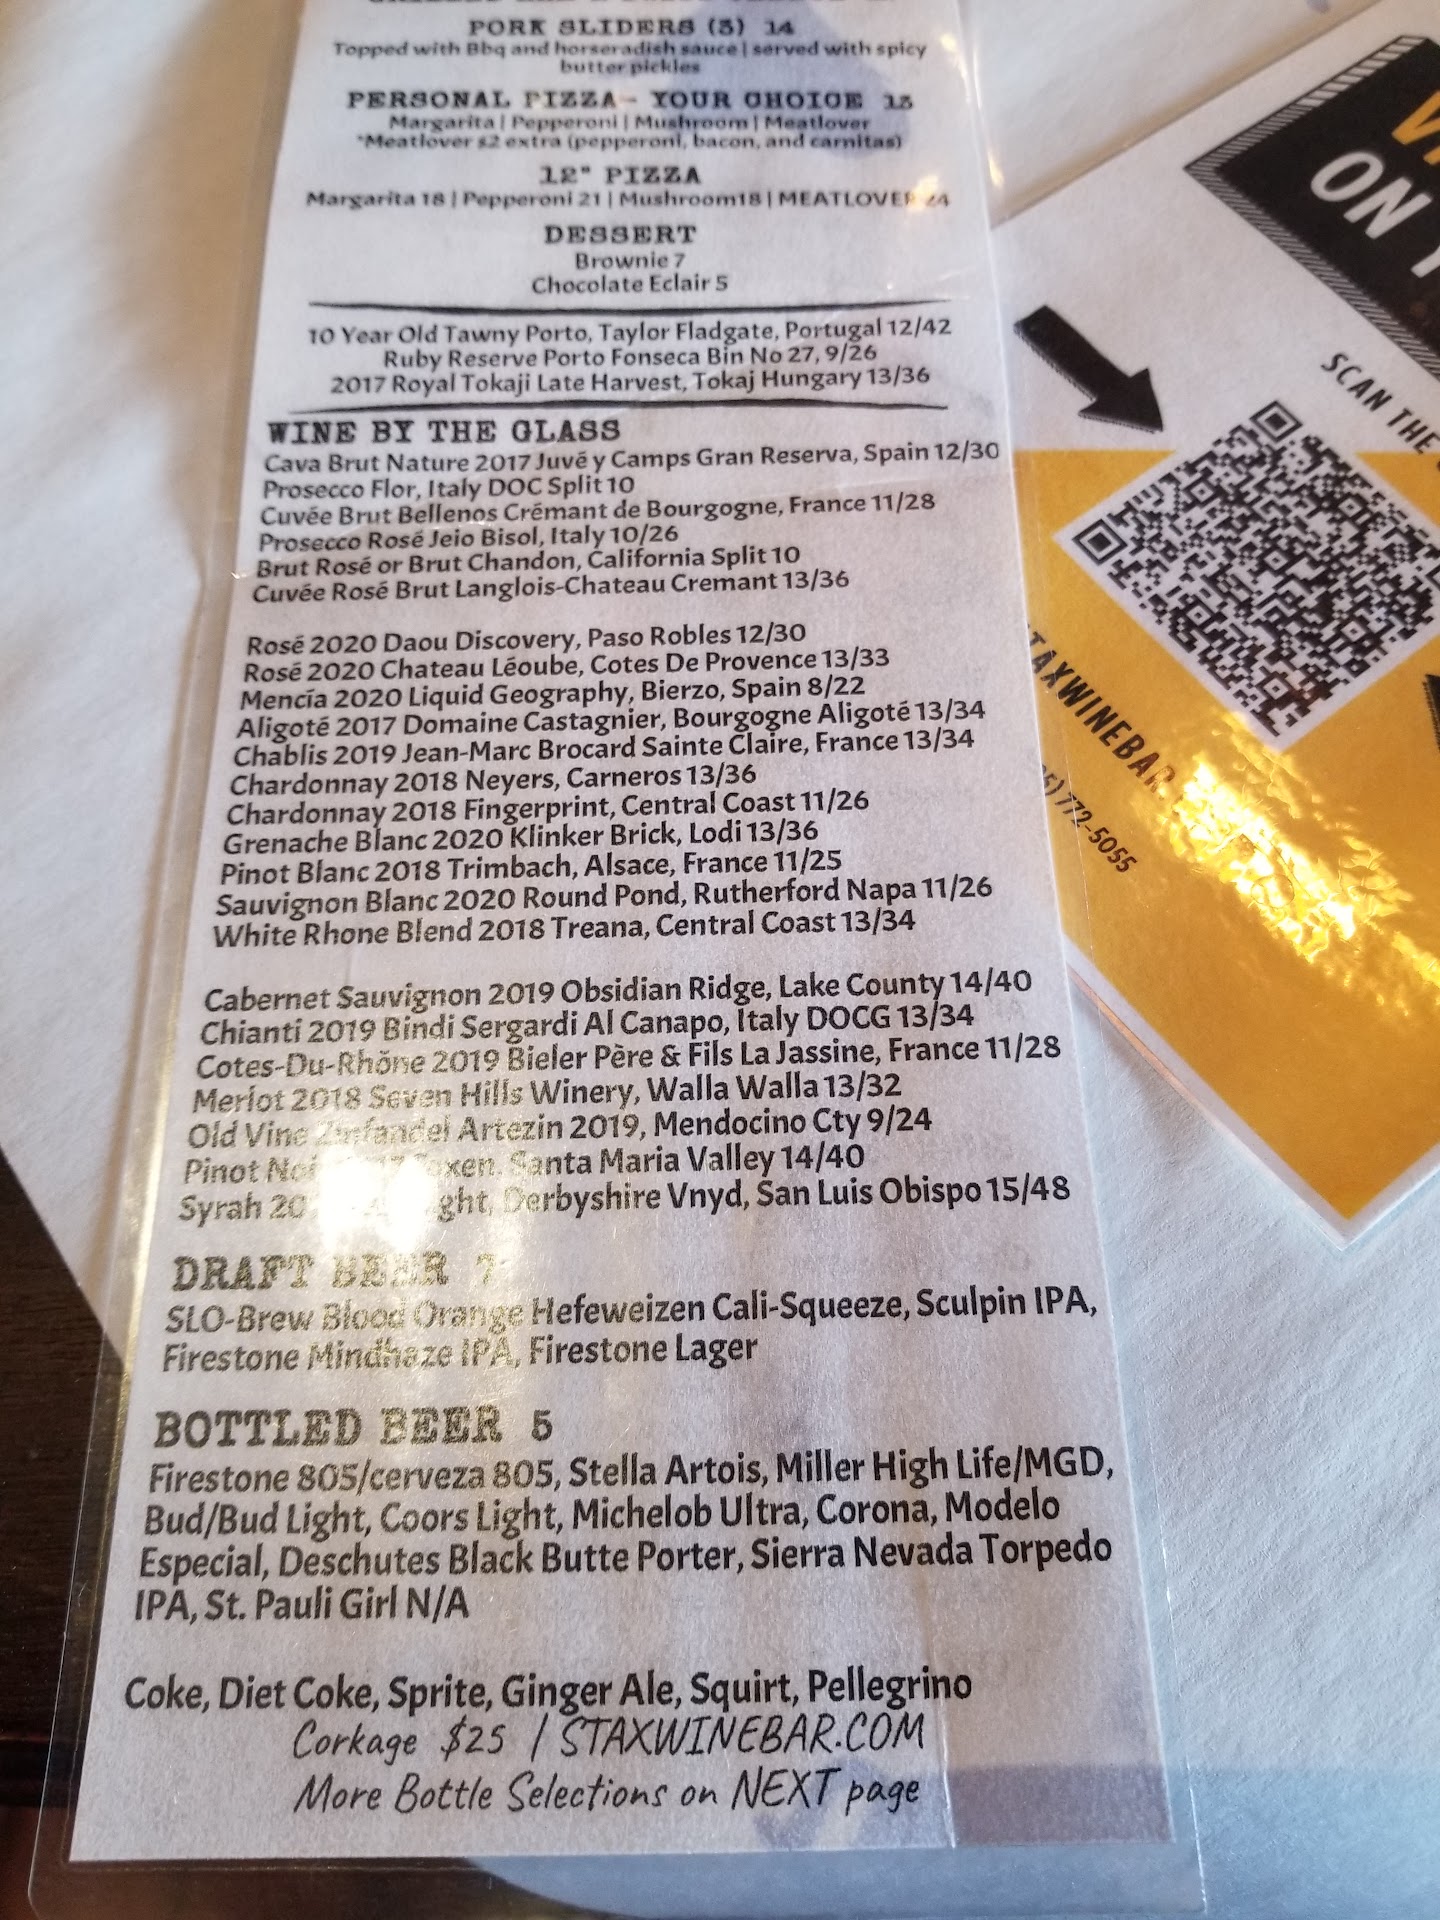 PORK SLIDERS (3) 14
Topped with Bbq and horseradish sauce | served with spicy
butter pickles
PERSONAL PIZZA- YOUR CHOICE 13
Margarita | Pepperoni | Mushroom | Meatlover
*Meatlover $2 extra (pepperoni, bacon, and carnitas)
12" PIZZA
Margarita 18 | Pepperoni 21 | Mushroom18 | MEATLOVER 24
DESSERT
Brownie 7
Chocolate Eclair 5
10 Year Old Tawny Porto, Taylor Fladgate, Portugal 12/42
Ruby Reserve Porto Fonseca Bin No 27, 9/26
2017 Royal Tokaji Late Harvest, Tokaj Hungary 13/36
WINE BY THE GLASS
Cava Brut Nature 2017 Juvé y Camps Gran Reserva, Spain 12/30
Prosecco Flor, Italy DOC Split 10
Cuvée Brut Bellenos Crémant de Bourgogne, France 11/28
Prosecco Rosé Jeio Bisol, Italy 10/26
Brut Rosé or Brut Chandon, California Split 10
Cuvée Rosé Brut Langlois-Chateau Cremant 13/36
Rosé 2020 Daou Discovery, Paso Robles 12/30
Rosé 2020 Chateau Léoube, Cotes De Provence 13/33
Mencía 2020 Liquid Geography, Bierzo, Spain 8/22
Aligoté 2017 Domaine Castagnier, Bourgogne Aligoté 13/34
Chablis 2019 Jean-Marc Brocard Sainte Claire, France 13/34
Chardonnay 2018 Neyers, Carneros 13/36
Chardonnay 2018 Fingerprint, Central Coast 11/26
Grenache Blanc 2020 Klinker Brick, Lodi 13/36
Pinot Blanc 2018 Trimbach, Alsace, France 11/25
Sauvignon Blanc 2020 Round Pond, Rutherford Napa 11/26
White Rhone Blend 2018 Treana, Central Coast 13/34
Cabernet Sauvignon 2019 Obsidian Ridge, Lake County 14/40
Chianti 2019 Bindi Sergardi Al Canapo, Italy DOCG 13/34
Cotes-Du-Rhône 2019 Bieler Père & Fils La Jassine, France 11/28
Merlot 2018 Seven Hills Winery, Walla Walla 13/32
Old Vine Zinfandel Artezin 2019, Mendocino Cty 9/24
Pinot Santa Maria Valley 14/40
Syrah Derbyshire Vnyd, San Luis Obispo 15/48
DRAFT BEER 7
SLO-Brew Blood Orange Hefeweizen Cali-Squeeze, Sculpin IPA,
Firestone Mindhaze IPA, Firestone Lager
BOTTLED BEER 5
Firestone 805/cerveza 805, Stella Artois, Miller High Life/MGD,
Bud/Bud Light, Coors Light, Michelob Ultra, Corona, Modelo
Especial, Deschutes Black Butte Porter, Sierra Nevada Torpedo
IPA, St. Pauli Girl N/A
Coke, Diet Coke, Sprite, Ginger Ale, Squirt, Pellegrino
Corkage $25 / STAXWINEBAR.COM
More Bottle Selections on NEXT page
ON
SCAN THE
TAXWINEBAR.
5) 772-5055